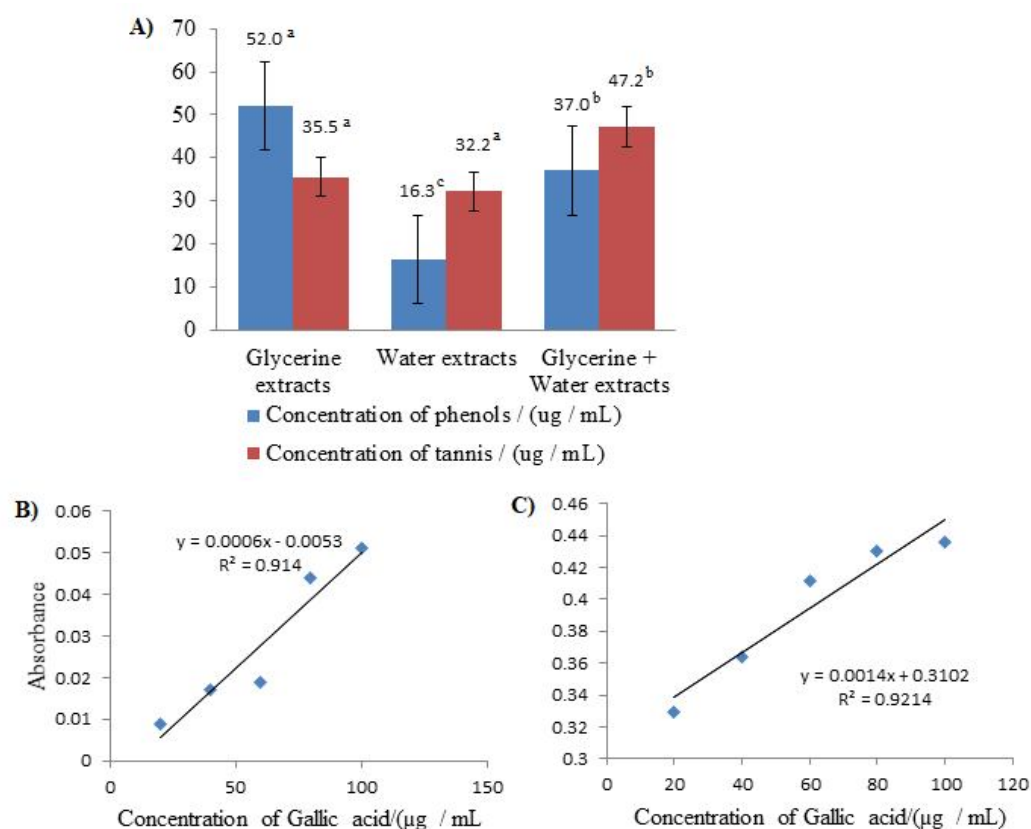 A)
70
60
50
40
30
20
10
0
52.0 a
35.5 a
16.3 c
32.2 a
37.0 b
47.2 b
Glycerine extracts
Water extracts
Glycerine +
Water extracts
Concentration of phenols / (ug / mL)
Concentration of tannis / (ug / mL)
B)
0.06
0.05
0.04
0.03
0.02
0.01
0
Absorbance
y = 0.0006x - 0.0053
R² = 0.914
0 50 100 150
Concentration of Gallic acid/(µg / mL
C)
0.46
0.44
0.42
0.4
0.38
0.36
0.34
0.32
0.3
y = 0.0014x + 0.3102
R² = 0.9214
0 20 40 60 80 100 120
Concentration of Gallic acid/(µg / mL)